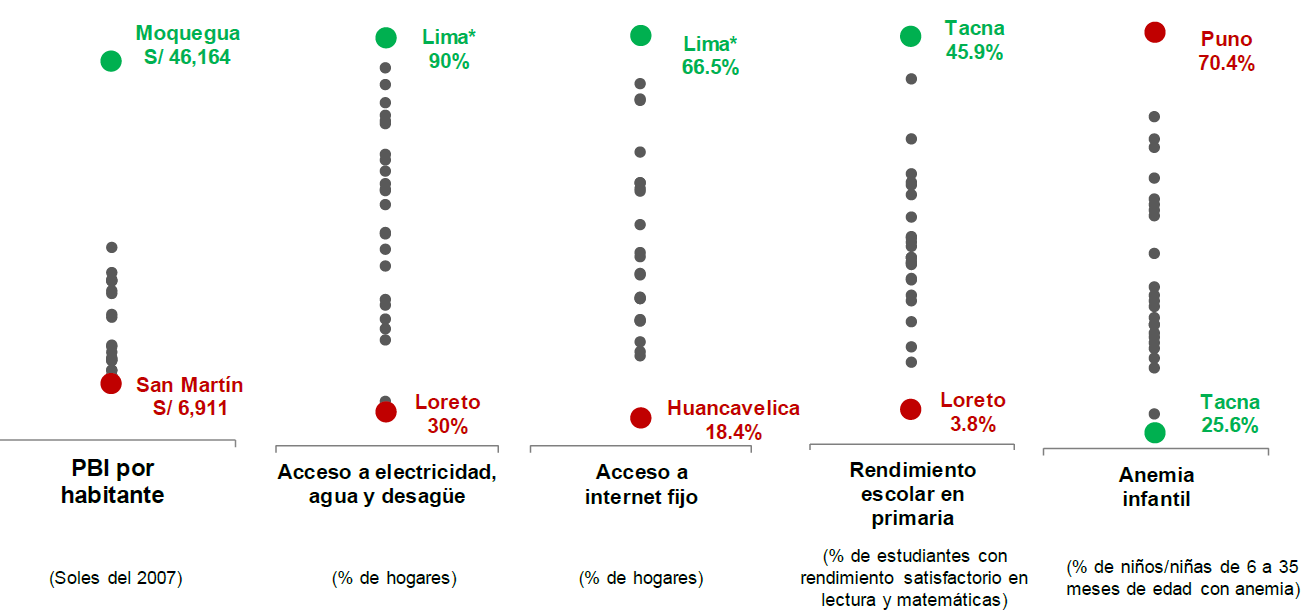 Moquegua
S/ 46,164
San Martín
S/ 6,911
PBI por
habitante
(Soles del 2007)
Lima*
90%
Loreto
30%
Acceso a electricidad,
agua y desagüe
(% de hogares)
Lima*
66.5%
Huancavelica
18.4%
Acceso a
internet fijo
(% de hogares)
Tacna
45.9%
Loreto
3.8%
Rendimiento
escolar en
primaria
(% de estudiantes con
rendimiento satisfactorio en
lectura y matemáticas)
Puno
70.4%
Tacna
25.6%
Anemia
infantil
(% de niños/niñas de 6 a 35
meses de edad con anemia)